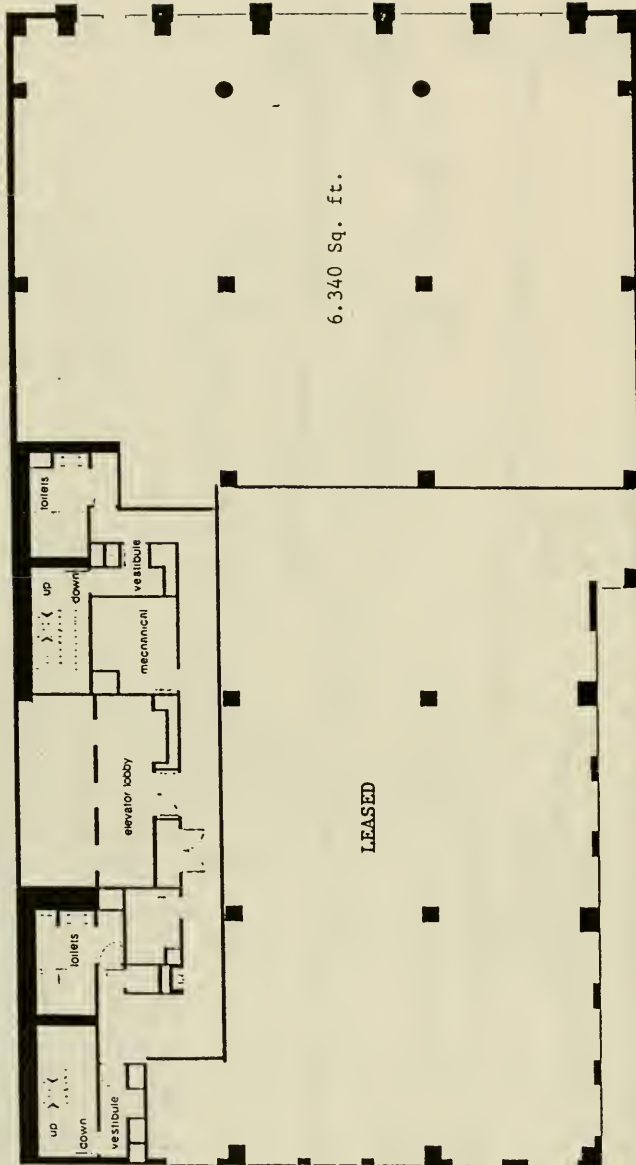 up
down
vestibule
toilets
elevator lobby
mechanical
up
down
vestibule
toilets
LEASED
6.340 Sq. ft.